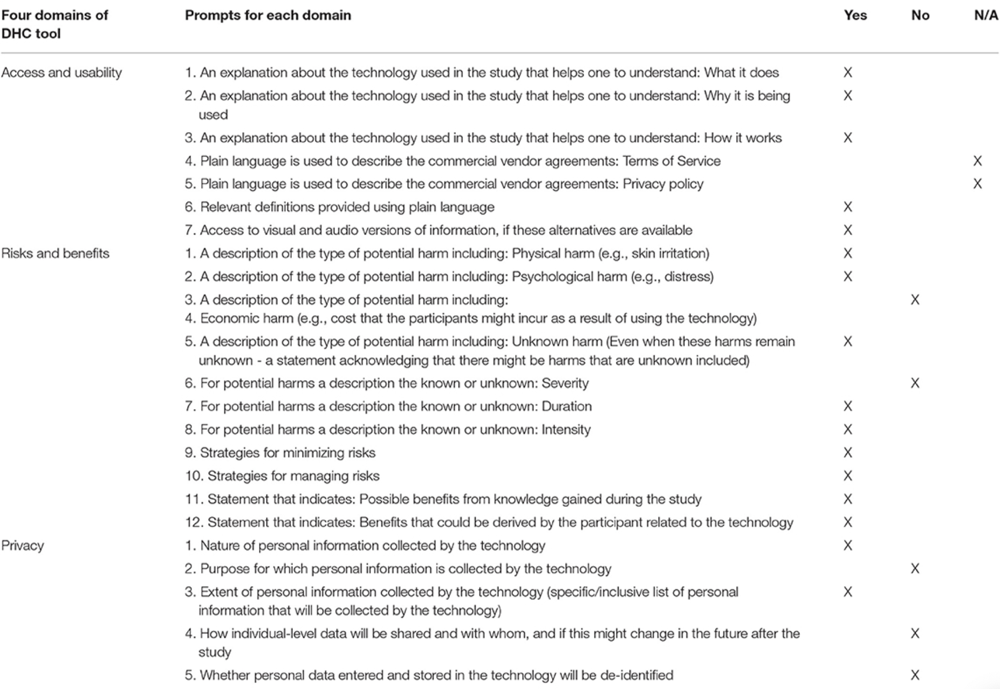 Four domains of Prompts for each domain Yes No N/A
DHC tool
Access and usability 1. An explanation about the technology used in the study that helps one to understand: What it does X
2. An explanation about the technology used in the study that helps one to understand: Why it is being X
used
3. An explanation about the technology used in the study that helps one to understand: How it works X
4. Plain language is used to describe the commercial vendor agreements: Terms of Service X
5. Plain language is used to describe the commercial vendor agreements: Privacy policy X
6. Relevant definitions provided using plain language X
7. Access to visual and audio versions of information, if these alternatives are available X
Risks and benefits 1. A description of the type of potential harm including: Physical harm (e.g., skin irritation) X
2. A description of the type of potential harm including: Psychological harm (e.g., distress) X
3. A description of the type of potential harm including: X
4. Economic harm (e.g., cost that the participants might incur as a result of using the technology)
5. A description of the type of potential harm including: Unknown harm (Even when these harms remain X
unknown - a statement acknowledging that there might be harms that are unknown included)
6. For potential harms a description the known or unknown: Severity X
7. For potential harms a description the known or unknown: Duration X
8. For potential harms a description the known or unknown: Intensity X
9. Strategies for minimizing risks X
10. Strategies for managing risks X
11. Statement that indicates: Possible benefits from knowledge gained during the study X
12. Statement that indicates: Benefits that could be derived by the participant related to the technology X
Privacy 1. Nature of personal information collected by the technology X
2. Purpose for which personal information is collected by the technology X
3. Extent of personal information collected by the technology (specific/inclusive list of personal X
information that will be collected by the technology)
4. How individual-level data will be shared and with whom, and if this might change in the future after the X
study
5. Whether personal data entered and stored in the technology will be de-identified X